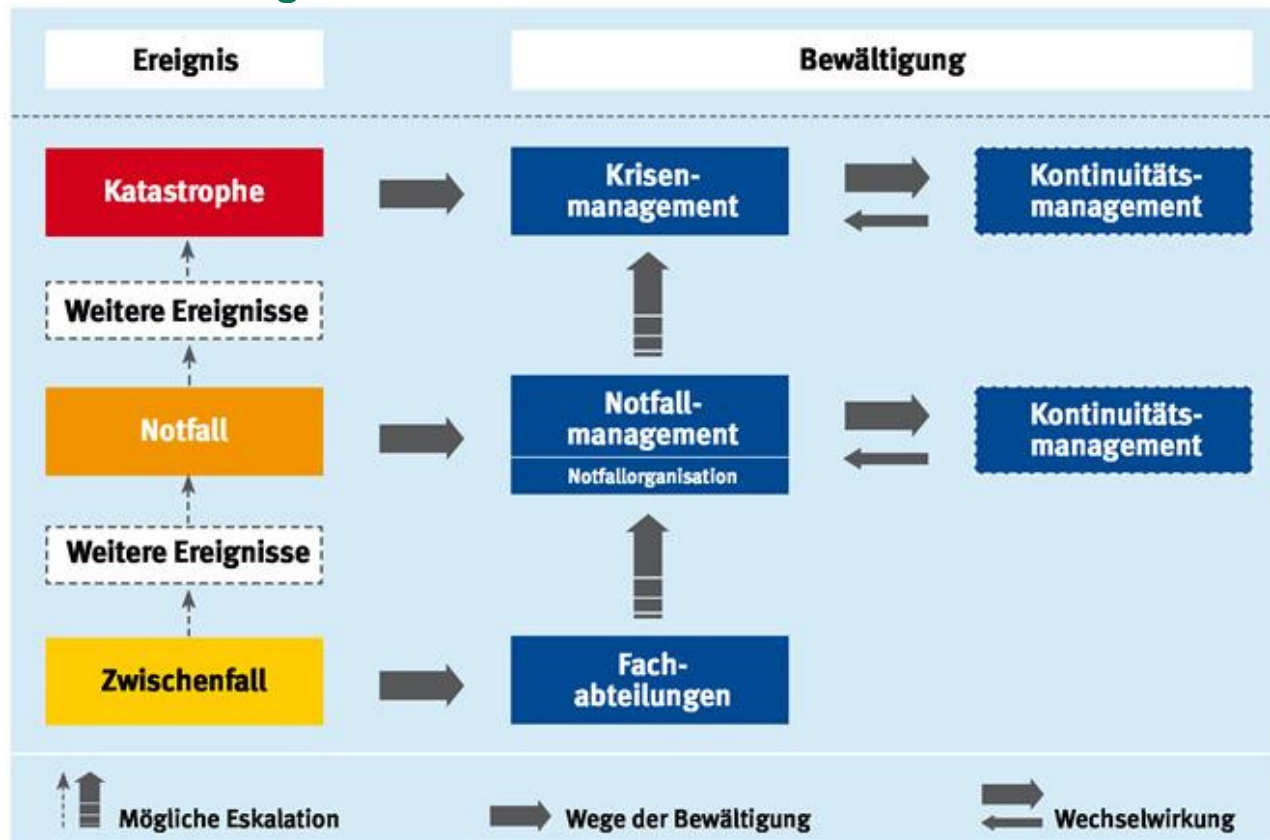 Ereignis
Bewältigung
Katastrophe
Krisen-
management
Kontinuitäts-
management
Weitere Ereignisse
Notfall
Notfall-
management
Notfallorganisation
Kontinuitäts-
management
Weitere Ereignisse
Zwischenfall
Fach-
abteilungen
Mögliche Eskalation
Wege der Bewältigung
Wechselwirkung